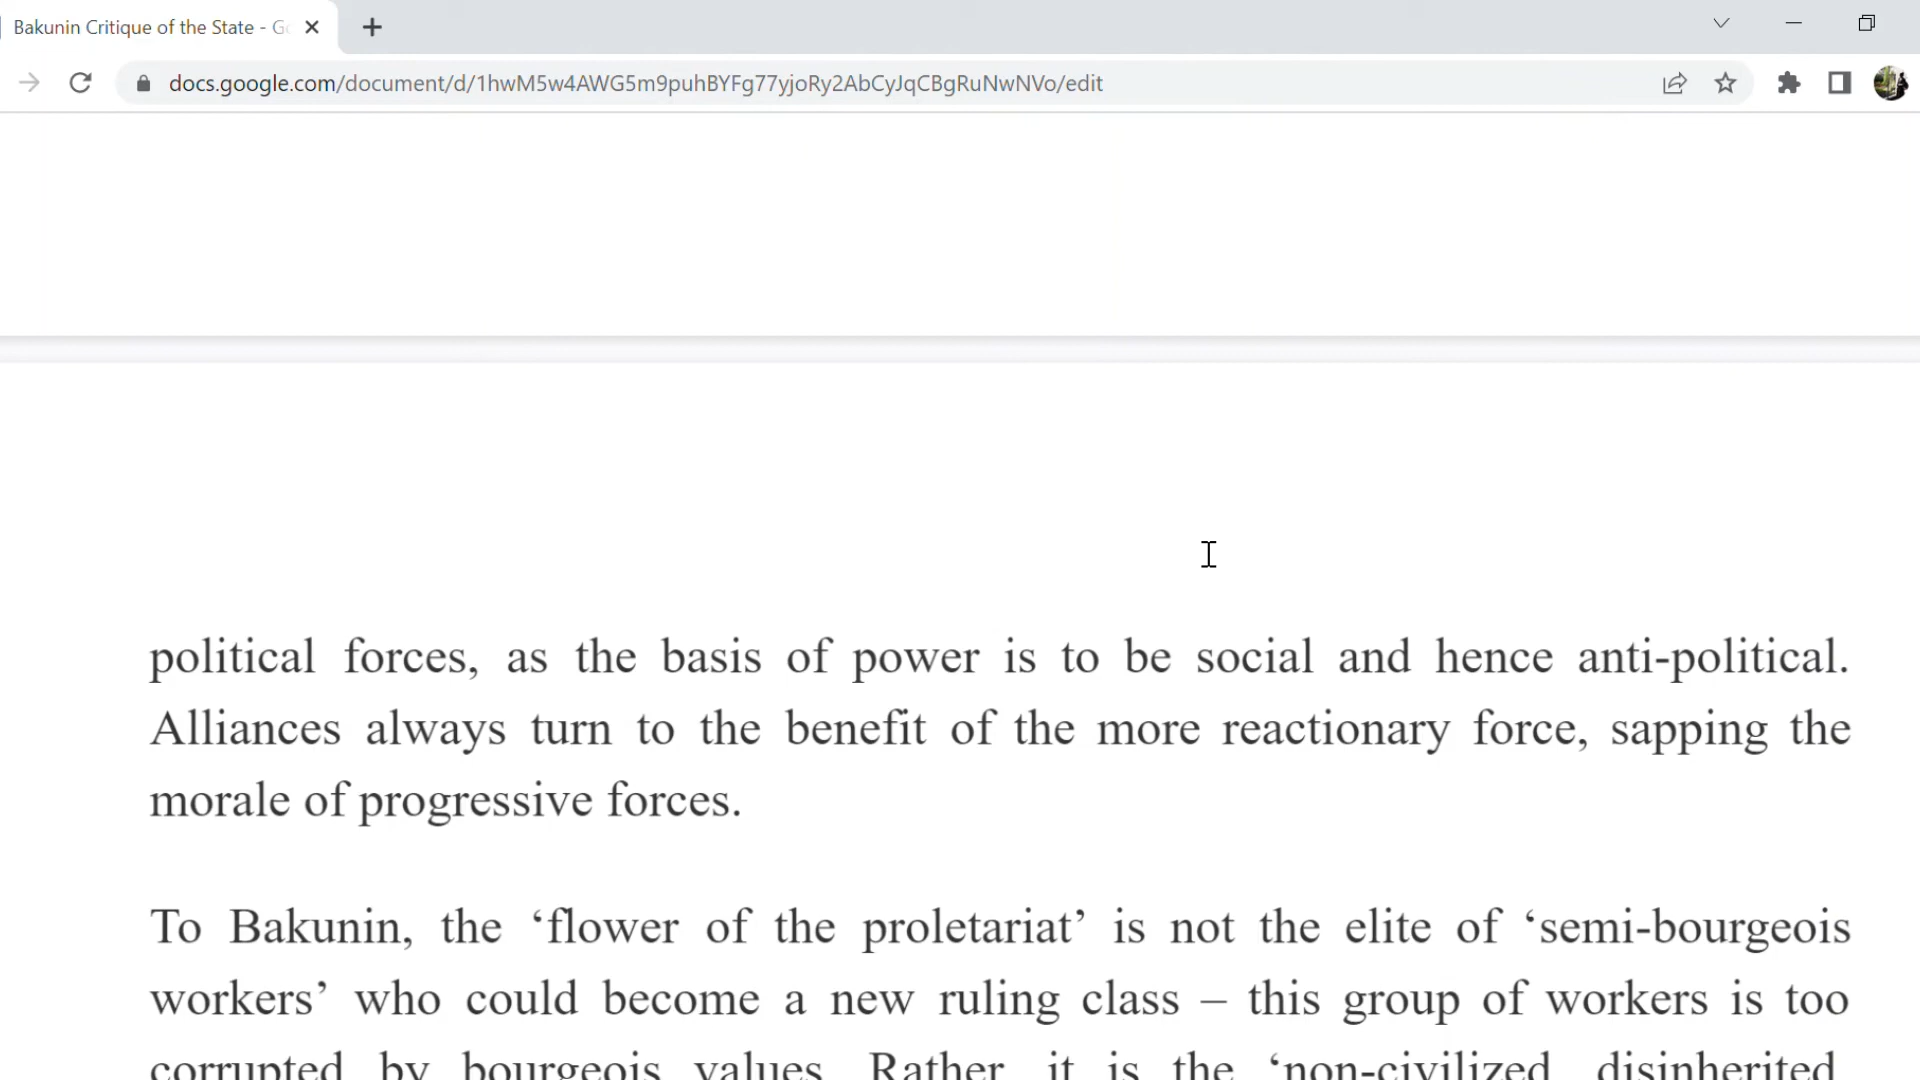 Bakunin Critique of the State - Go
docs.google.com/document/d/1hwM5w4AWG5m9puhBYFg77yjoRy2AbCyJqCBgRuNwNVo/edit
political forces, as the basis of power is to be social and hence anti-political.
Alliances always turn to the benefit of the more reactionary force, sapping the
morale of progressive forces.
To Bakunin, the ‘flower of the proletariat’ is not the elite of ‘semi-bourgeois
workers’ who could become a new ruling class – this group of workers is too
corrupted by bourgeois values. Rather, it is the ‘non-civilized, disinherited,